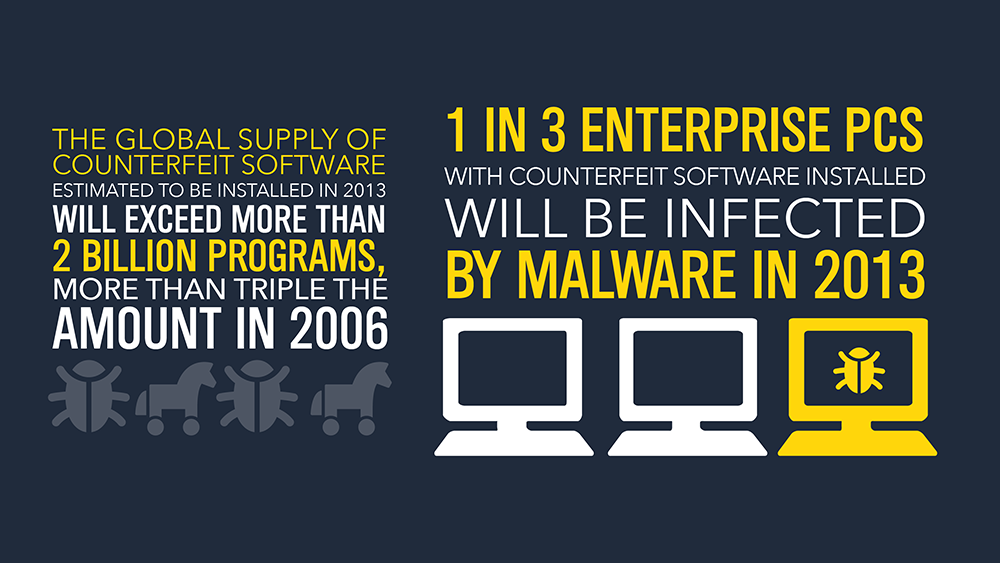 THE GLOBAL SUPPLY OF
COUNTERFEIT SOFTWARE
ESTIMATED TO BE INSTALLED IN 2013
WILL EXCEED MORE THAN
2 BILLION PROGRAMS,
MORE THAN TRIPLE THE
AMOUNT IN 2006
1 IN 3 ENTERPRISE PCS
WITH COUNTERFEIT SOFTWARE INSTALLED
WILL BE INFECTED
BY MALWARE IN 2013